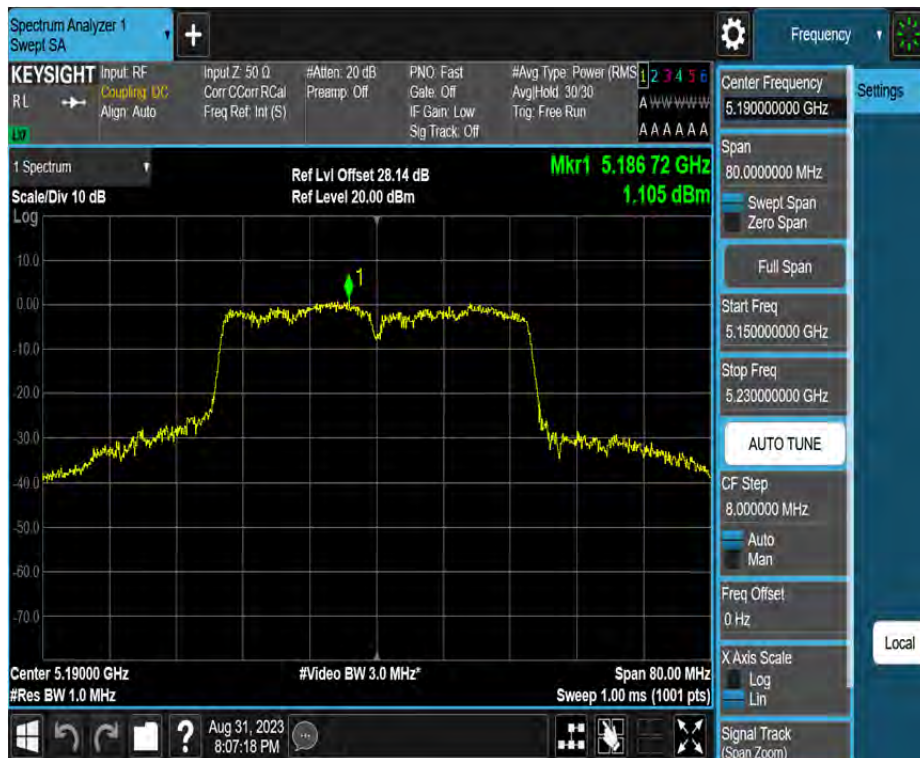 Spectrum Analyzer 1
Swept SA
+
Frequency
KEYSIGHT
RL
LXI
Input: RF
Coupling: DC
Align: Auto
Input Z: 50 Ω
Corr CCorr RCal
Freq Ref: Int (S)
#Atten: 20 dB
Preamp: Off
PNO: Fast
Gate: Off
IF Gain: Low
Sig Track: Off
#Avg Type: Power (RMS
Avg|Hold: 30/30
Trig: Free Run
1 2 3 4 5 6
A W W W W W
A A A A A A
1 Spectrum
Scale/Div 10 dB
Log
Ref Lvl Offset 28.14 dB
Ref Level 20.00 dBm
Mkr1 5.186 72 GHz
1.105 dBm
10.0
0.00
-10.0
-20.0
-30.0
-40.0
-50.0
-60.0
-70.0
1
Center 5.19000 GHz
#Res BW 1.0 MHz
#Video BW 3.0 MHz*
Span 80.00 MHz
Sweep 1.00 ms (1001 pts)
?
Aug 31, 2023
8:07:18 PM
Center Frequency
5.190000000 GHz
Span
80.0000000 MHz
Swept Span
Zero Span
Full Span
Start Freq
5.150000000 GHz
Stop Freq
5.230000000 GHz
AUTO TUNE
CF Step
8.000000 MHz
Auto
Man
Freq Offset
0 Hz
X Axis Scale
Log
Lin
Signal Track
(Span Zoom)
Settings
Local